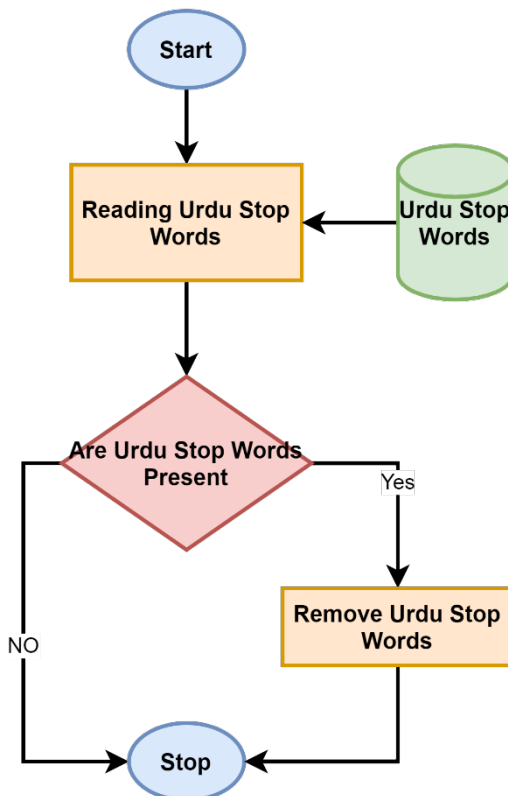 Start
Reading Urdu Stop
Words
Urdu Stop
Words
Are Urdu Stop Words
Present
Yes
Remove Urdu Stop
Words
NO
Stop